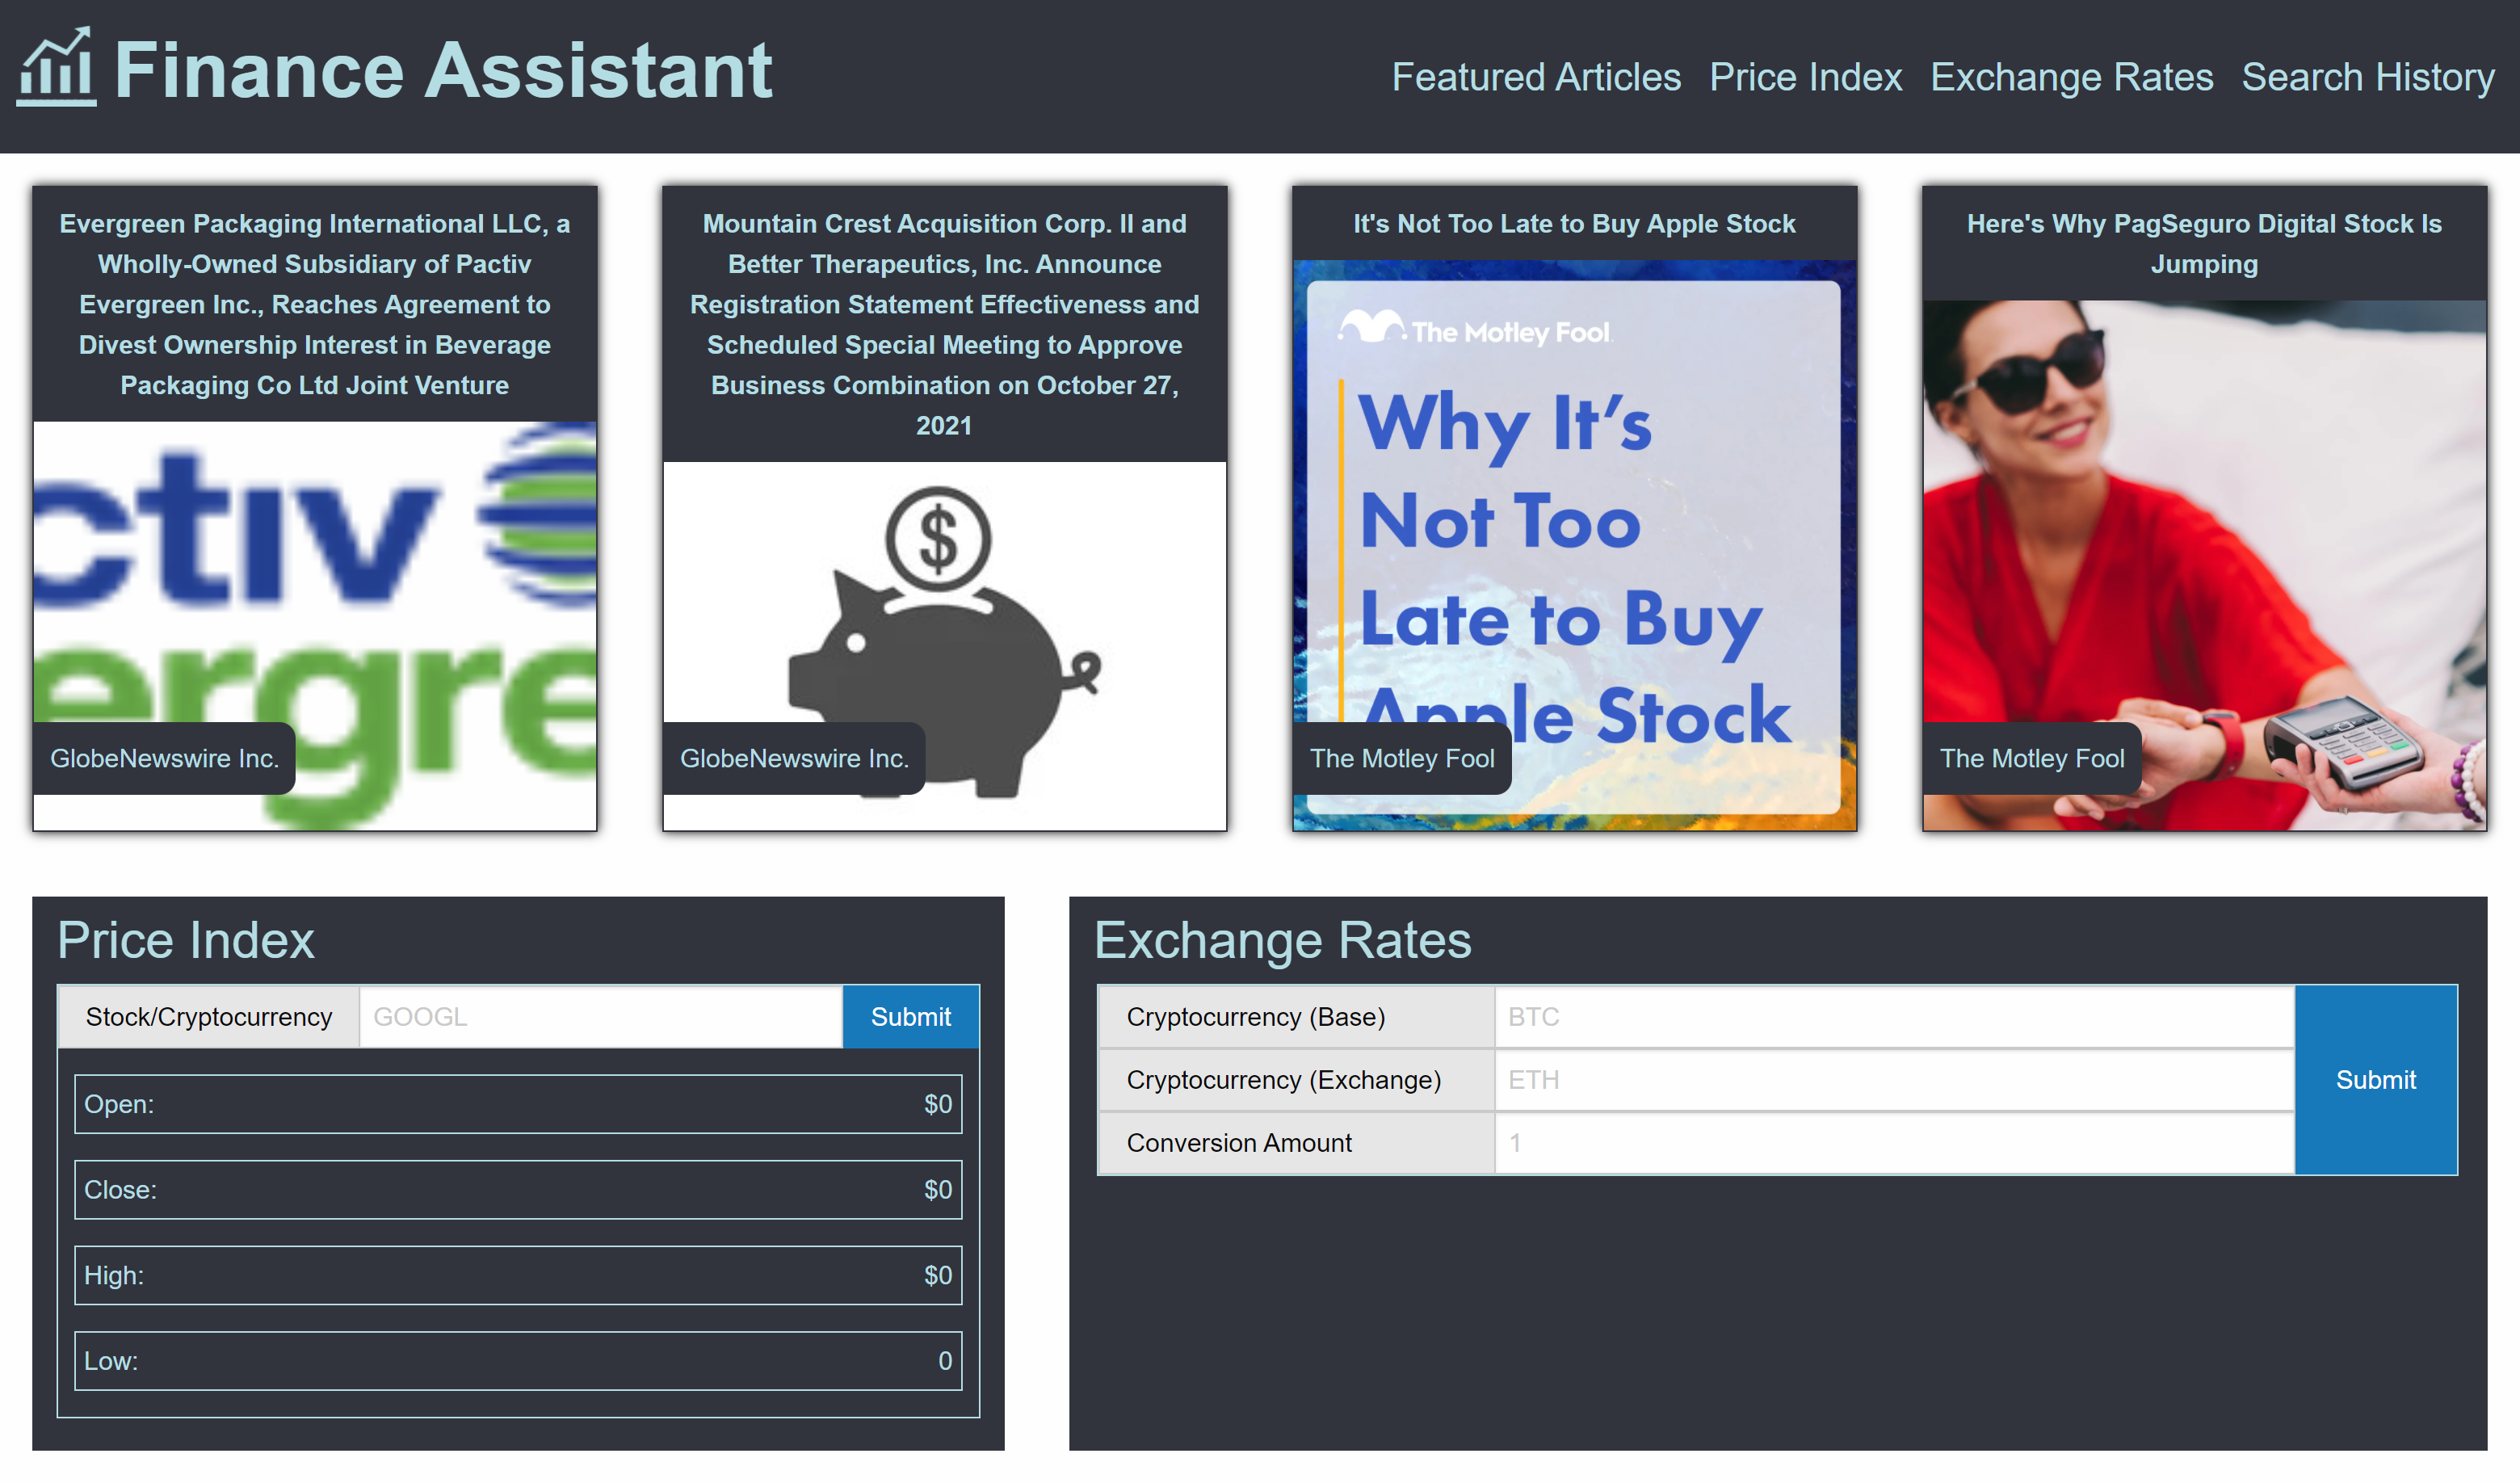 Finance Assistant
Featured Articles Price Index Exchange Rates Search History
Evergreen Packaging International LLC, a
Wholly-Owned Subsidiary of Pactiv
Evergreen Inc., Reaches Agreement to
Divest Ownership Interest in Beverage
Packaging Co Ltd Joint Venture
ctiv
ergre
GlobeNewswire Inc.
Mountain Crest Acquisition Corp. II and
Better Therapeutics, Inc. Announce
Registration Statement Effectiveness and
Scheduled Special Meeting to Approve
Business Combination on October 27,
2021
$
GlobeNewswire Inc.
It's Not Too Late to Buy Apple Stock
The Motley Fool
Why It’s
Not Too
Late to Buy
Apple Stock
The Motley Fool
Here's Why PagSeguro Digital Stock Is
Jumping
The Motley Fool
Price Index
Stock/Cryptocurrency GOOGL Submit
Open: $0
Close: $0
High: $0
Low: 0
Exchange Rates
Cryptocurrency (Base) BTC
Cryptocurrency (Exchange) ETH
Conversion Amount 1
Submit